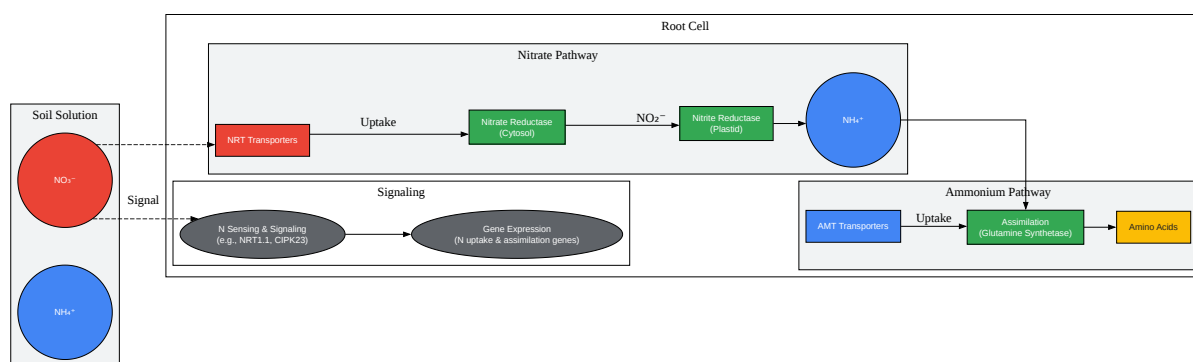 Root Cell
Nitrate Pathway
Soil Solution
NO₃⁻
NH₄⁺
NRT Transporters
Uptake
Nitrate Reductase
(Cytosol)
NO₂⁻
Nitrite Reductase
(Plastid)
NH₄⁺
Signal
Signaling
N Sensing & Signaling
(e.g., NRT1.1, CIPK23)
Gene Expression
(N uptake & assimilation genes)
Ammonium Pathway
AMT Transporters
Uptake
Assimilation
(Glutamine Synthetase)
Amino Acids